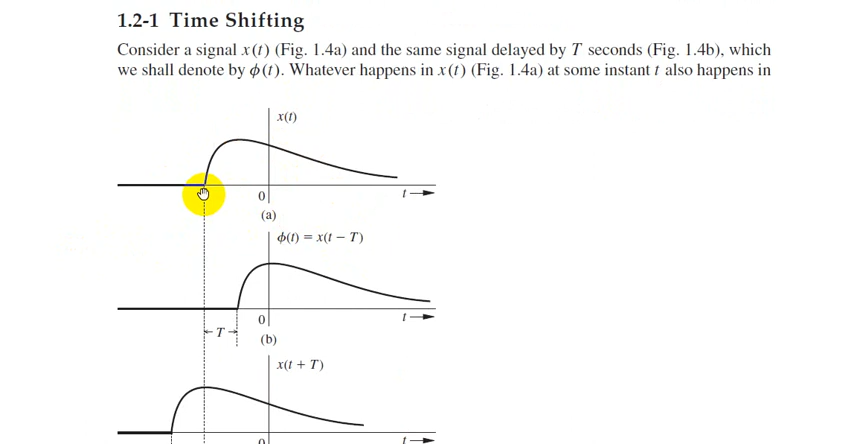 1.2-1 Time Shifting
Consider a signal x(t) (Fig. 1.4a) and the same signal delayed by T seconds (Fig. 1.4b), which
we shall denote by ϕ(t). Whatever happens in x(t) (Fig. 1.4a) at some instant t also happens in
x(t)
0
t
(a)
ϕ(t) = x(t − T)
0
t
T
(b)
x(t + T)
0
t